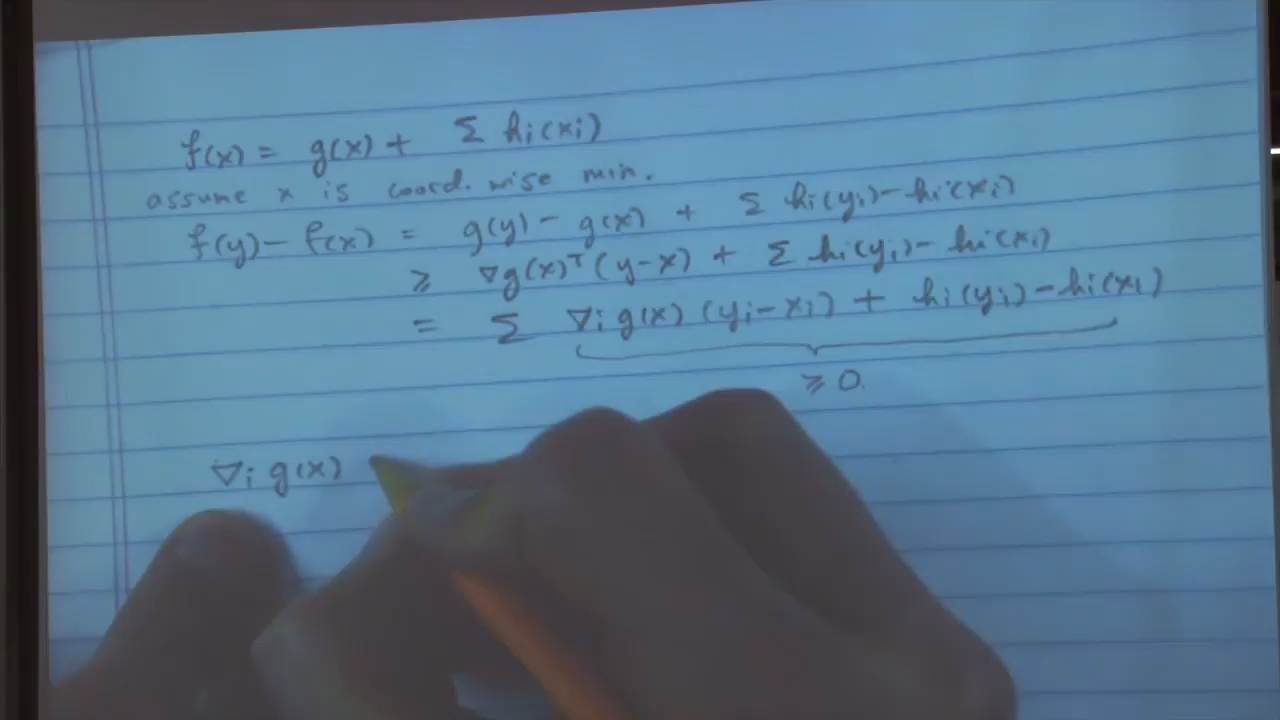 f(x) = g(x) + Σ hi(xi)
assume x is coord. wise min.
f(y) - f(x) = g(y) - g(x) + Σ hi(yi) - hi(xi)
≥ ∇g(x)ᵀ(y-x) + Σ hi(yi) - hi(xi)
= Σ ∇i g(x) (yi - xi) + hi(yi) - hi(xi)
≥ 0.
∇i g(x)